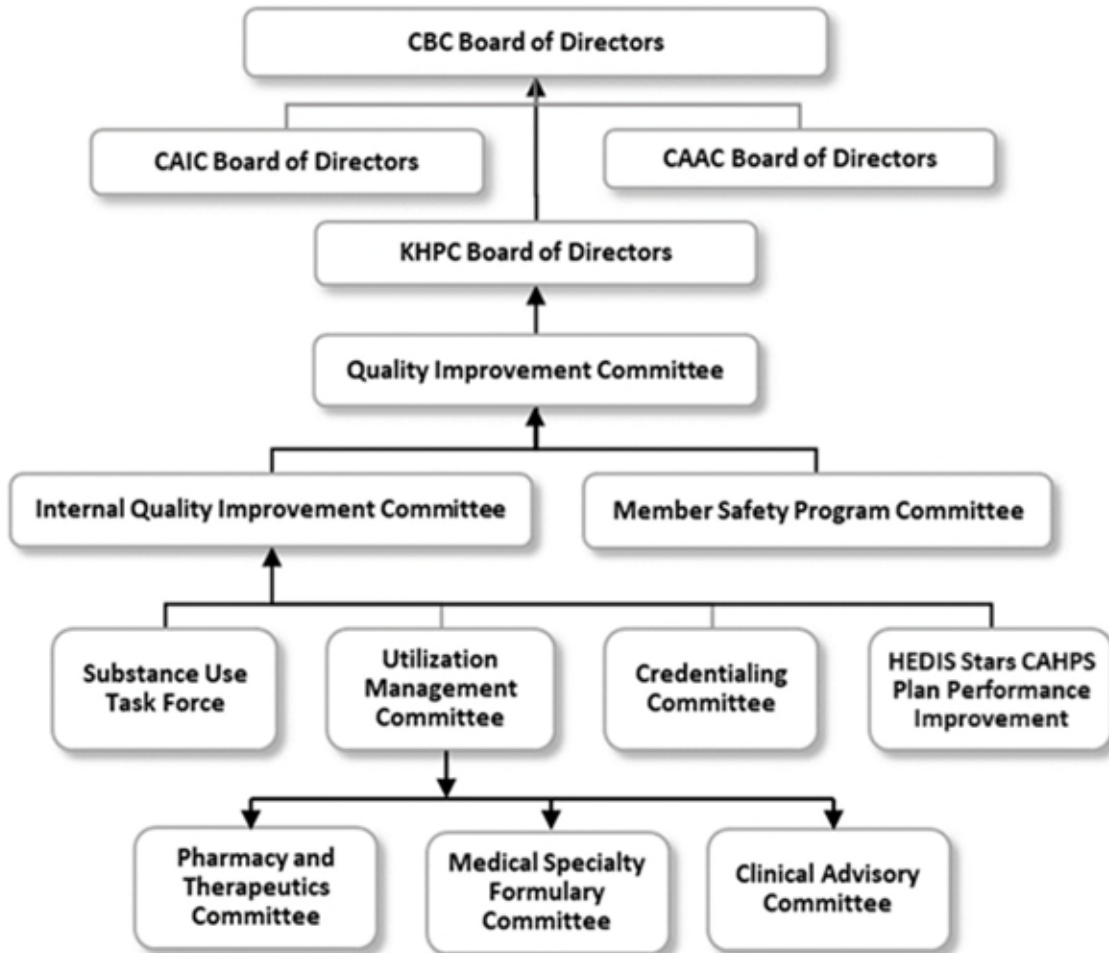 CBC Board of Directors
CAIC Board of Directors
CAAC Board of Directors
KHPC Board of Directors
Quality Improvement Committee
Internal Quality Improvement Committee
Member Safety Program Committee
Substance Use
Task Force
Utilization
Management
Committee
Credentialing
Committee
HEDIS Stars CAHPS
Plan Performance
Improvement
Pharmacy and
Therapeutics
Committee
Medical Specialty
Formulary
Committee
Clinical Advisory
Committee